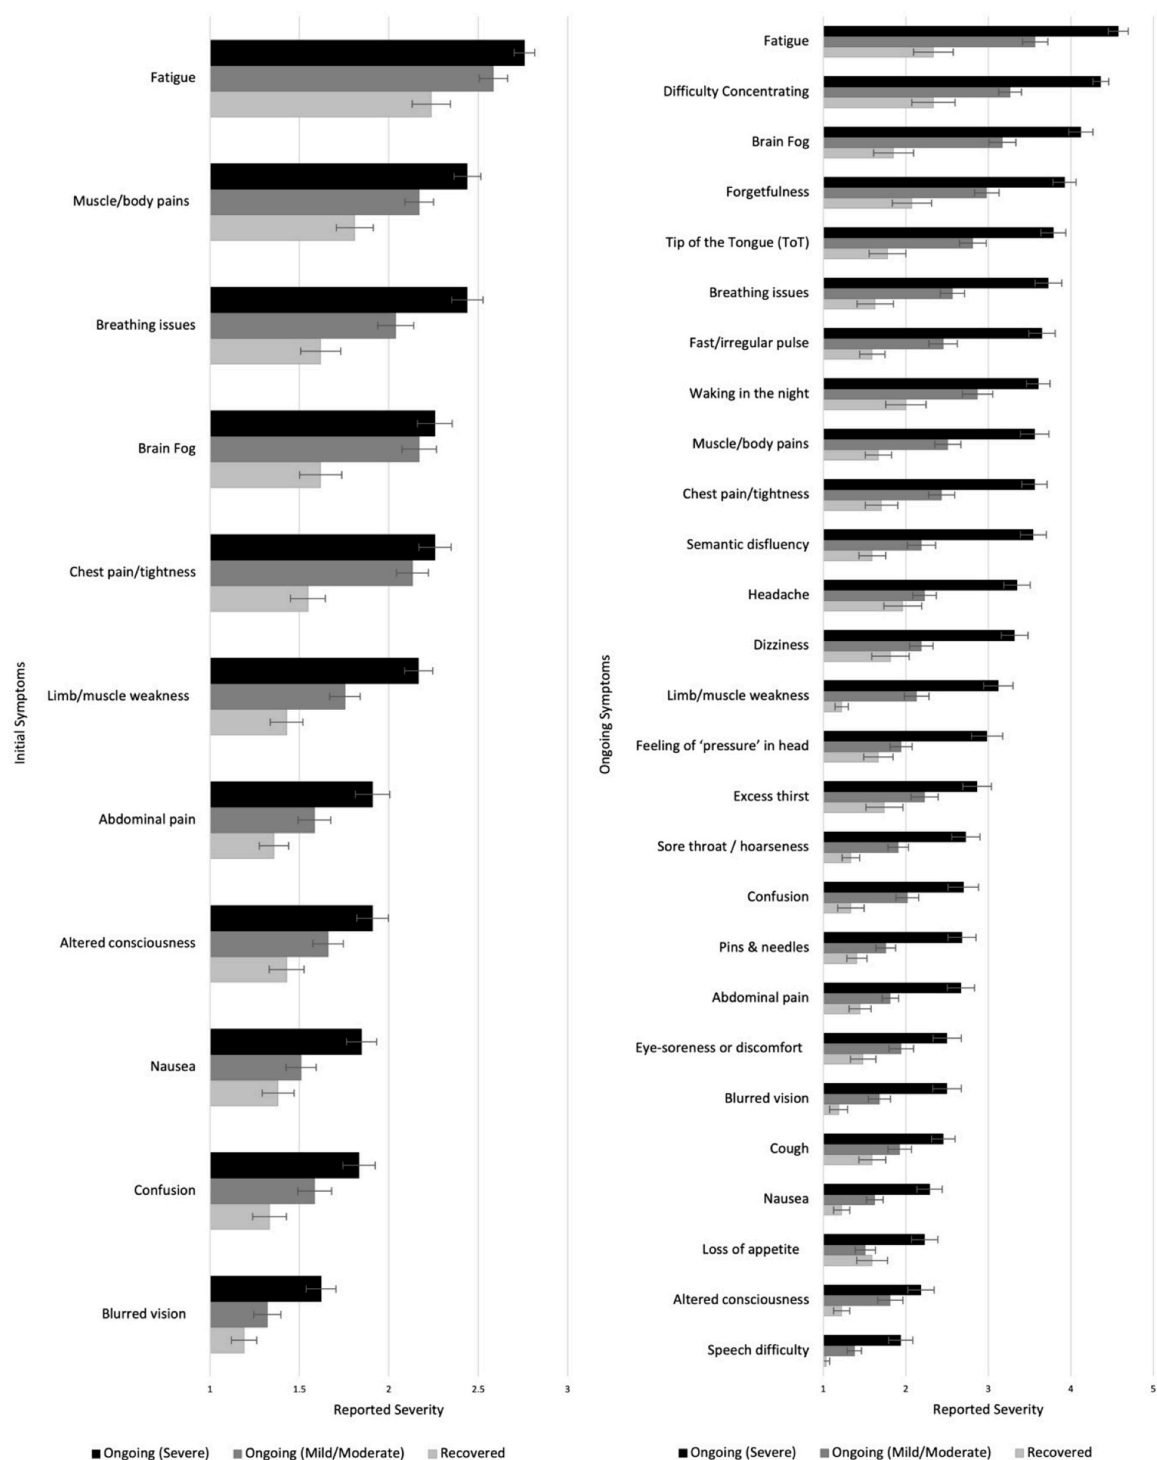 Initial Symptoms
Fatigue
Muscle/body pains
Breathing issues
Brain Fog
Chest pain/tightness
Limb/muscle weakness
Abdominal pain
Altered consciousness
Nausea
Confusion
Blurred vision
1 1.5 2 2.5 3
Reported Severity
Ongoing (Severe) Ongoing (Mild/Moderate) Recovered
Ongoing Symptoms
Fatigue
Difficulty Concentrating
Brain Fog
Forgetfulness
Tip of the Tongue (ToT)
Breathing issues
Fast/irregular pulse
Waking in the night
Muscle/body pains
Chest pain/tightness
Semantic disfluency
Headache
Dizziness
Limb/muscle weakness
Feeling of ‘pressure’ in head
Excess thirst
Sore throat / hoarseness
Confusion
Pins & needles
Abdominal pain
Eye-soreness or discomfort
Blurred vision
Cough
Nausea
Loss of appetite
Altered consciousness
Speech difficulty
1 2 3 4 5
Reported Severity
Ongoing (Severe) Ongoing (Mild/Moderate) Recovered